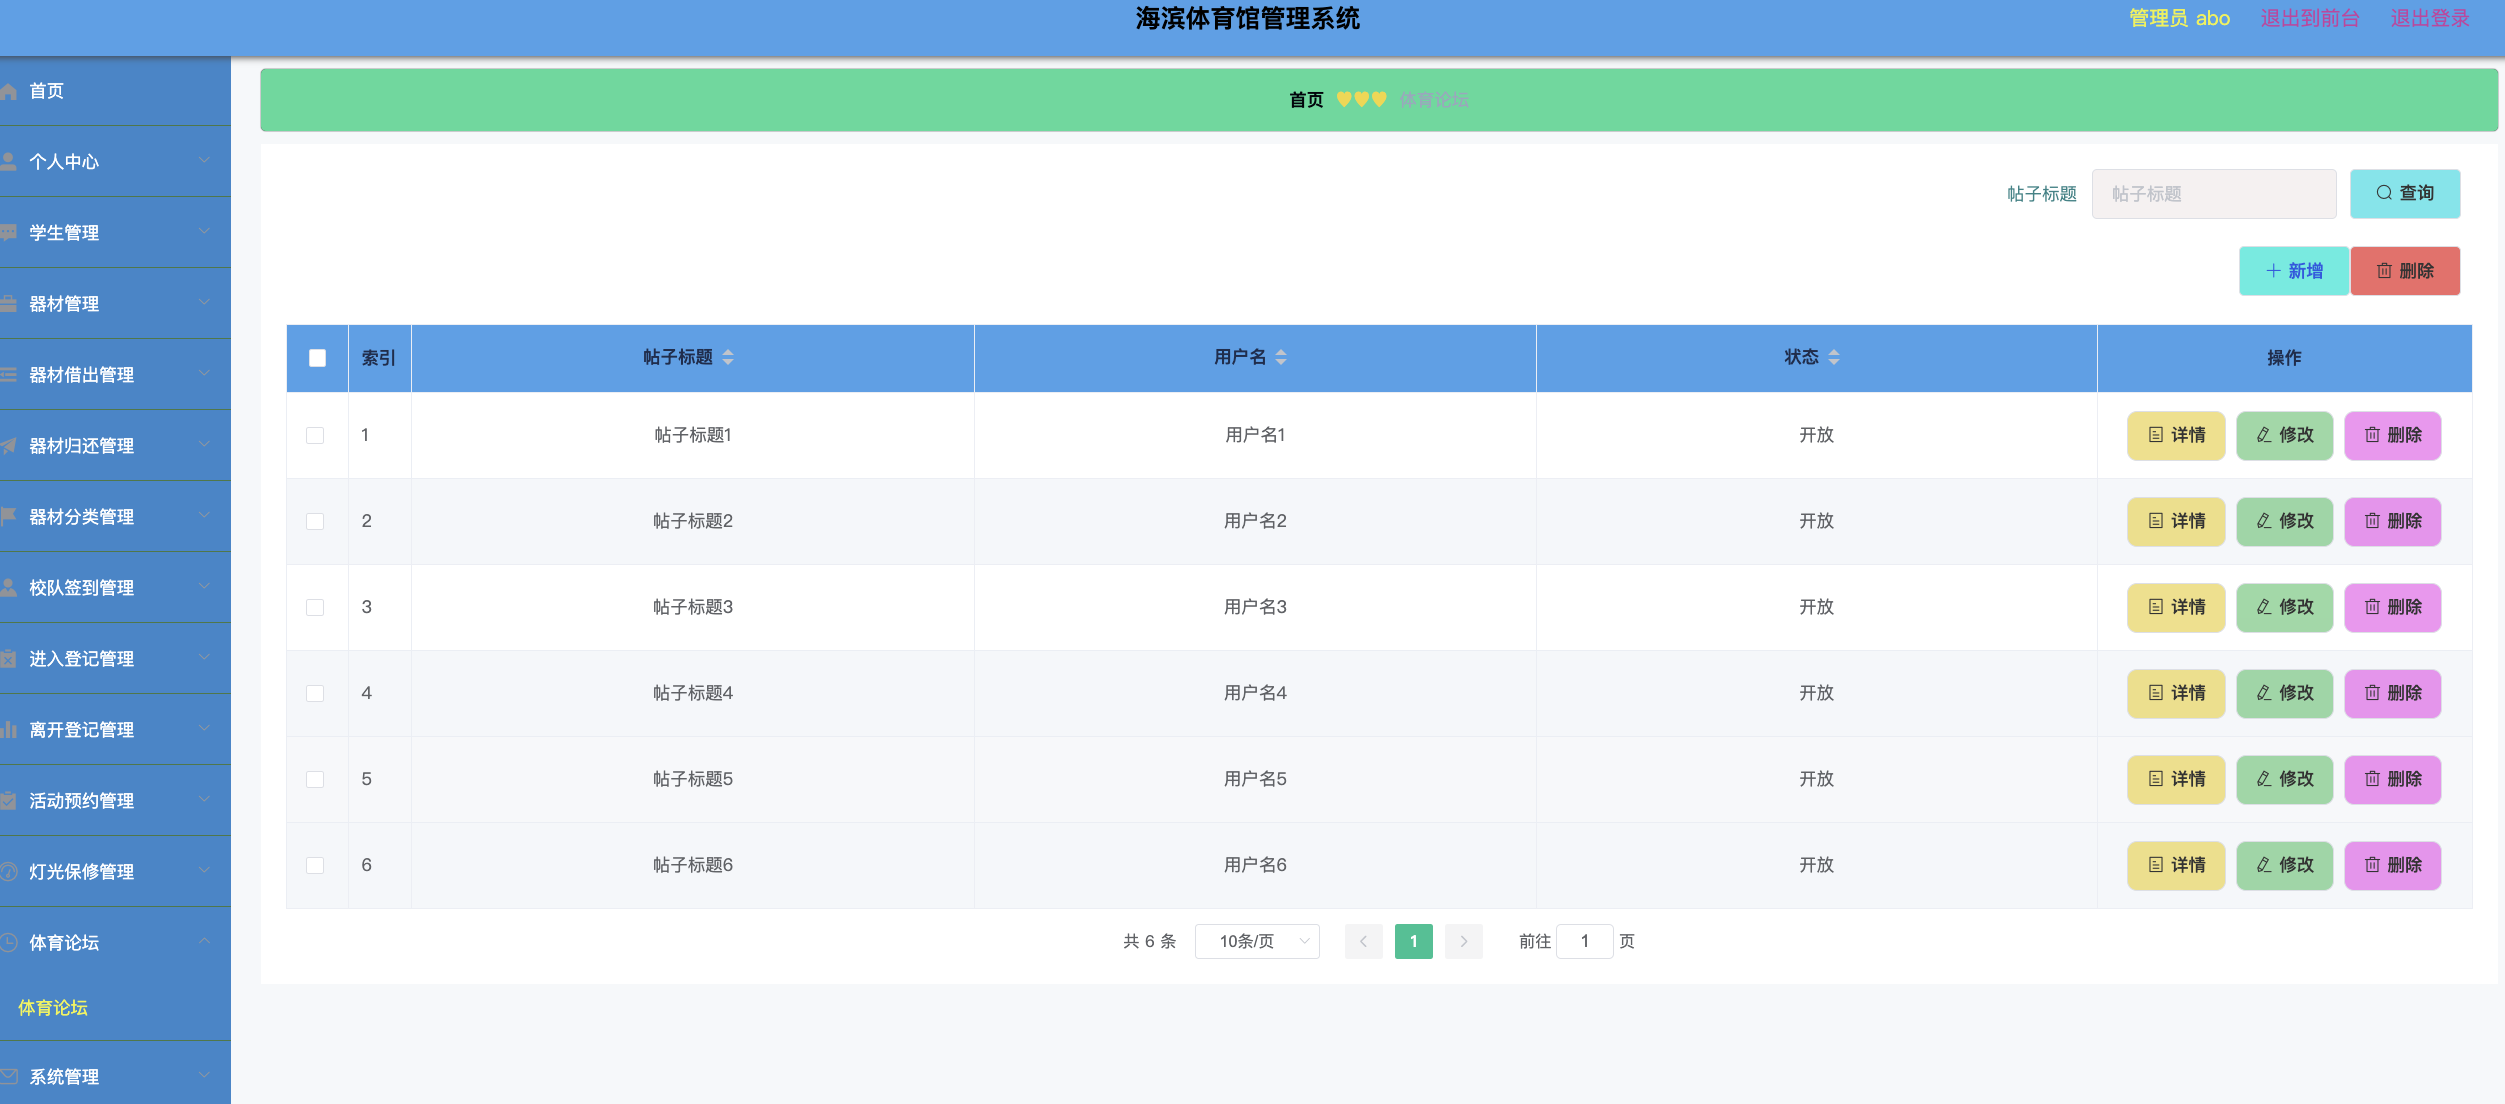 海滨体育馆管理系统
管理员 abo 退出到前台 退出登录
首页
个人中心
学生管理
器材管理
器材借出管理
器材归还管理
器材分类管理
校队签到管理
进入登记管理
离开登记管理
活动预约管理
灯光保修管理
体育论坛
体育论坛
系统管理
首页 体育论坛
帖子标题 帖子标题 查询
新增 删除
索引 帖子标题 用户名 状态 操作
1 帖子标题1 用户名1 开放 详情 修改 删除
2 帖子标题2 用户名2 开放 详情 修改 删除
3 帖子标题3 用户名3 开放 详情 修改 删除
4 帖子标题4 用户名4 开放 详情 修改 删除
5 帖子标题5 用户名5 开放 详情 修改 删除
6 帖子标题6 用户名6 开放 详情 修改 删除
共 6 条 10条/页 1 前往 1 页